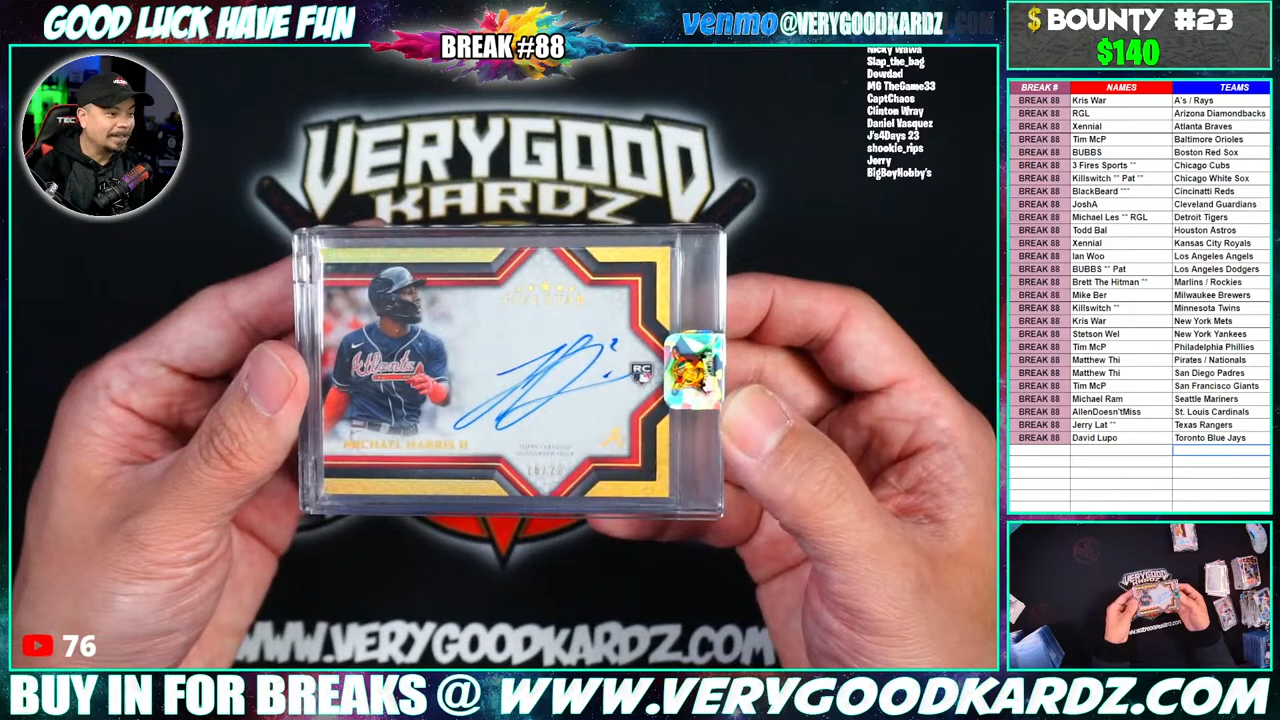 GOOD LUCK HAVE FUN
BREAK #88
venmo @VERYGOODKARDZ
$ BOUNTY #23
$140
Nicky Wawa
Slap_the_bag
Dowdad
MG TheGame33
CaptChaos
Clinton Wray
Daniel Vasquez
J's4Days 23
shookie_rips
Jerry
BigBoyHobby's
VERYGOOD
KARDZ
FIVE STAR
Atlanta
RC
MICHAEL HARRIS II
TOPPS CERTIFIED
AUTOGRAPH ISSUE
WWW.VERYGOODKARDZ.COM
76
BREAK # NAMES TEAMS
BREAK 88 Kris War A's / Rays
BREAK 88 RGL Arizona Diamondbacks
BREAK 88 Xennial Atlanta Braves
BREAK 88 Tim McP Baltimore Orioles
BREAK 88 BUBBS Boston Red Sox
BREAK 88 3 Fires Sports ** Chicago Cubs
BREAK 88 Killswitch ** Pat ** Chicago White Sox
BREAK 88 BlackBeard *** Cincinatti Reds
BREAK 88 JoshA Cleveland Guardians
BREAK 88 Michael Les ** RGL Detroit Tigers
BREAK 88 Todd Bal Houston Astros
BREAK 88 Xennial Kansas City Royals
BREAK 88 Ian Woo Los Angeles Angels
BREAK 88 BUBBS ** Pat Los Angeles Dodgers
BREAK 88 Brett The Hitman ** Marlins / Rockies
BREAK 88 Mike Ber Milwaukee Brewers
BREAK 88 Killswitch ** Minnesota Twins
BREAK 88 Kris War New York Mets
BREAK 88 Stetson Wel New York Yankees
BREAK 88 Tim McP Philadelphia Phillies
BREAK 88 Matthew Thi Pirates / Nationals
BREAK 88 Matthew Thi San Diego Padres
BREAK 88 Tim McP San Francisco Giants
BREAK 88 Michael Ram Seattle Mariners
BREAK 88 AllenDoesn'tMiss St. Louis Cardinals
BREAK 88 Jerry Lat ** Texas Rangers
BREAK 88 David Lupo Toronto Blue Jays
VERYGOOD
KARDZ
BUY IN FOR BREAKS @ WWW.VERYGOODKARDZ.COM